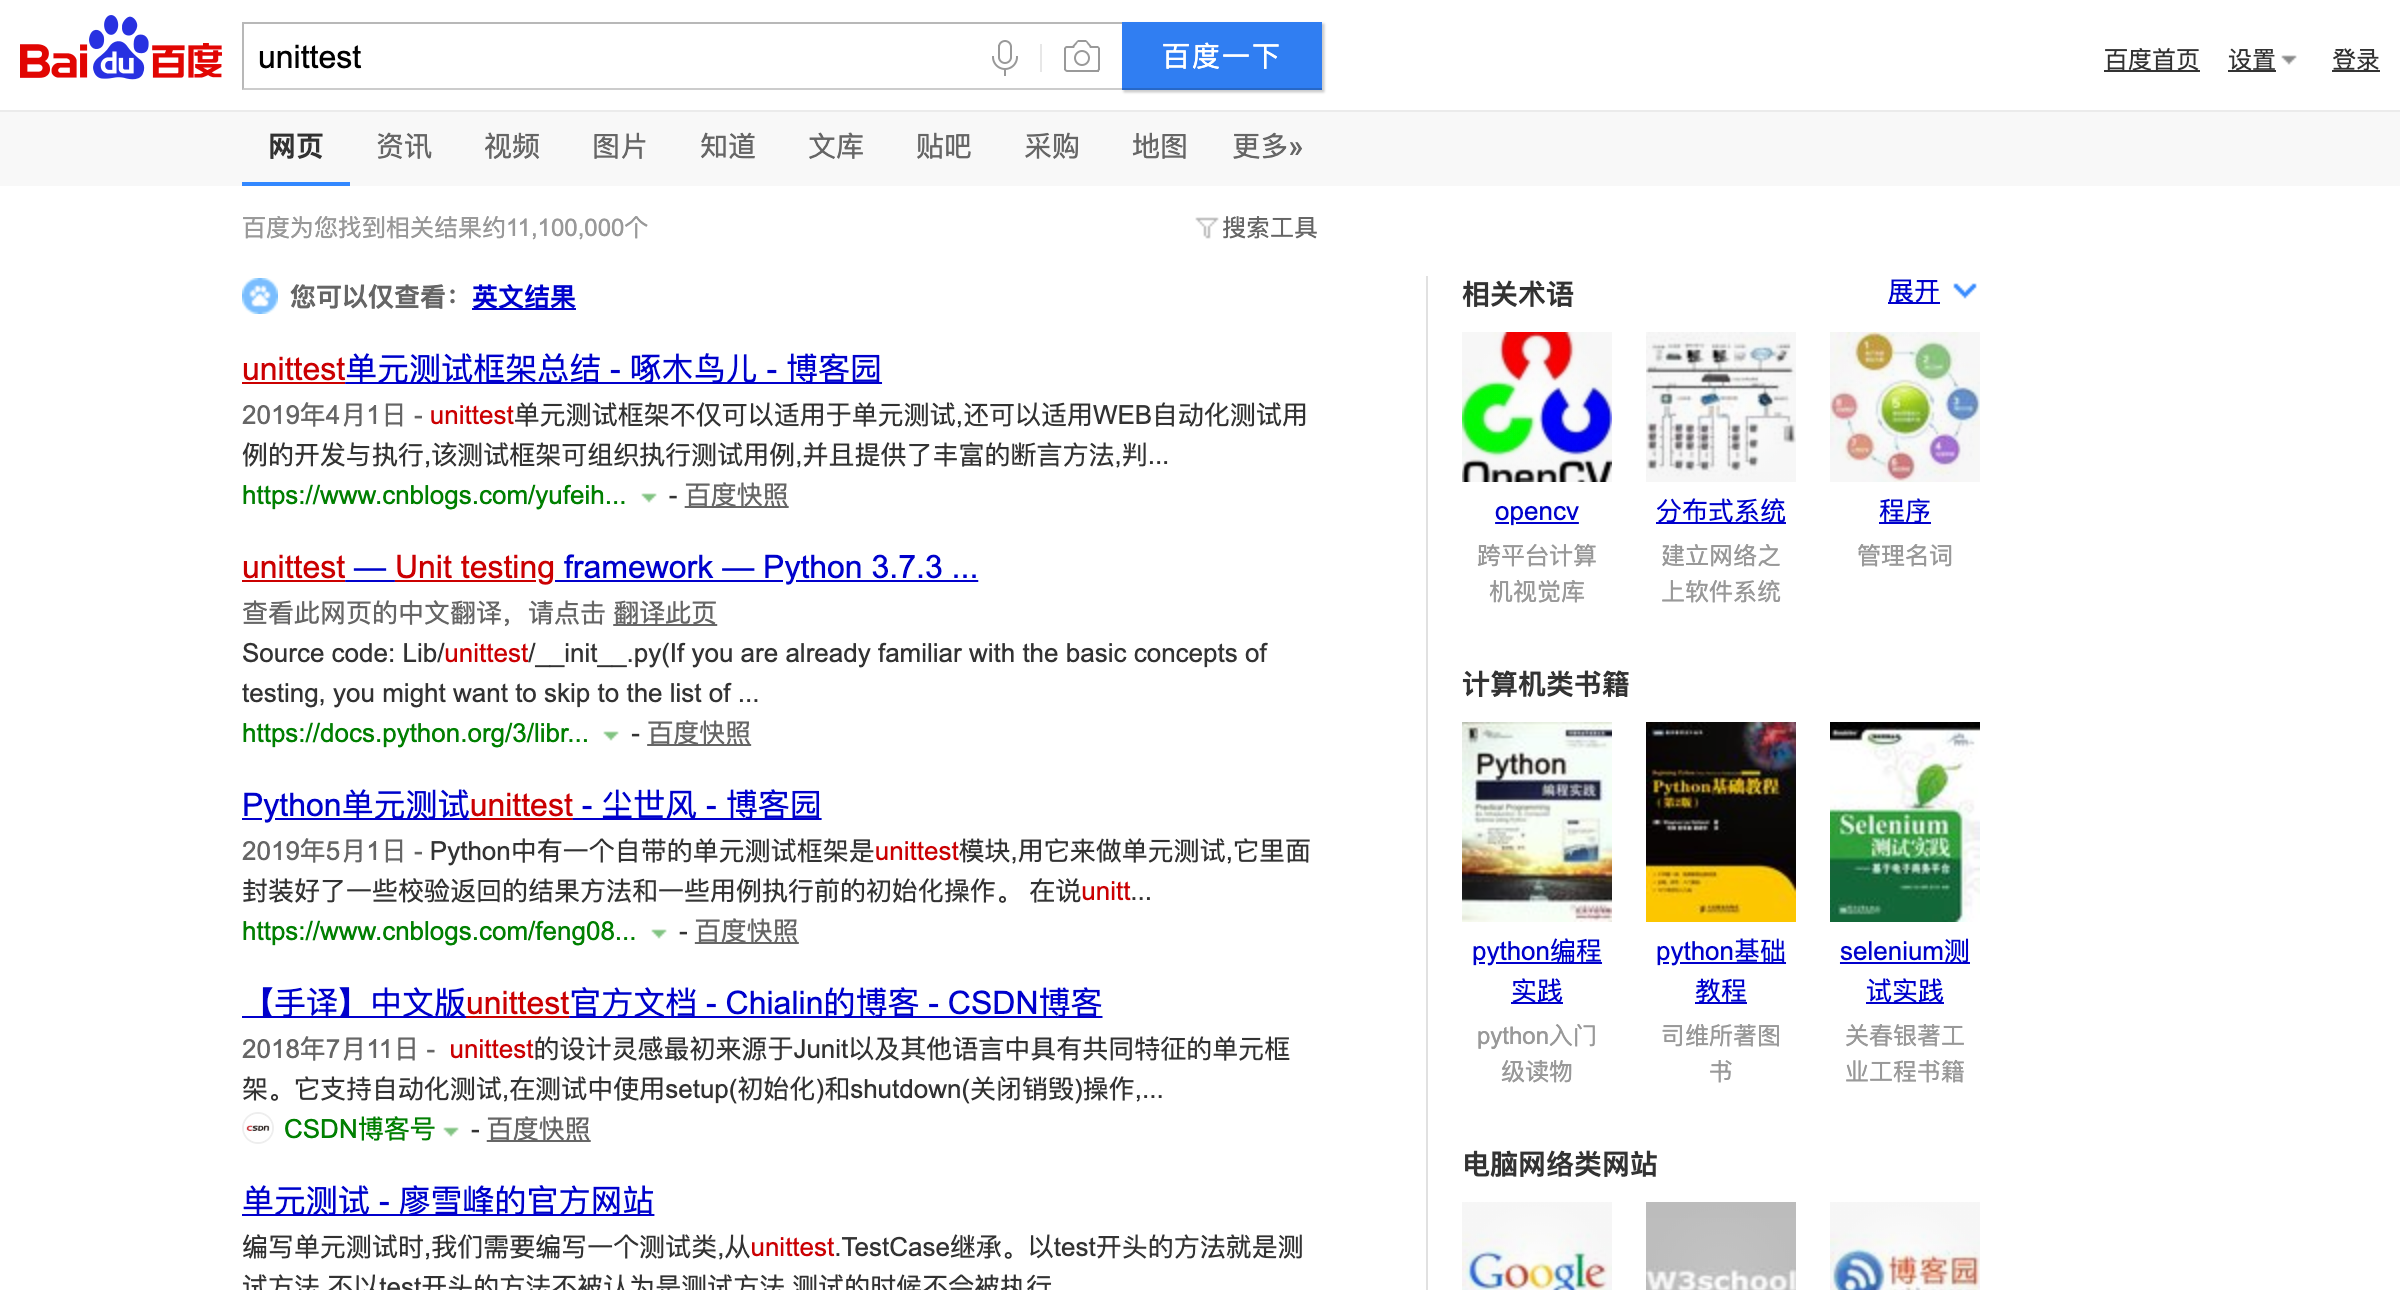 Baidu百度
unittest
百度一下
百度首页 设置 登录
网页 资讯 视频 图片 知道 文库 贴吧 采购 地图 更多»
百度为您找到相关结果约11,100,000个
搜索工具
您可以仅查看：英文结果
unittest单元测试框架总结 - 啄木鸟儿 - 博客园
2019年4月1日 - unittest单元测试框架不仅可以适用于单元测试,还可以适用WEB自动化测试用
例的开发与执行,该测试框架可组织执行测试用例,并且提供了丰富的断言方法,判...
https://www.cnblogs.com/yufeih... - 百度快照
unittest — Unit testing framework — Python 3.7.3 ...
查看此网页的中文翻译，请点击 翻译此页
Source code: Lib/unittest/__init__.py(If you are already familiar with the basic concepts of
testing, you might want to skip to the list of ...
https://docs.python.org/3/libr... - 百度快照
Python单元测试unittest - 尘世风 - 博客园
2019年5月1日 - Python中有一个自带的单元测试框架是unittest模块,用它来做单元测试,它里面
封装好了一些校验返回的结果方法和一些用例执行前的初始化操作。 在说unitt...
https://www.cnblogs.com/feng08... - 百度快照
【手译】中文版unittest官方文档 - Chialin的博客 - CSDN博客
2018年7月11日 - unittest的设计灵感最初来源于Junit以及其他语言中具有共同特征的单元框
架。它支持自动化测试,在测试中使用setup(初始化)和shutdown(关闭销毁)操作,...
CSDN CSDN博客号 - 百度快照
单元测试 - 廖雪峰的官方网站
编写单元测试时,我们需要编写一个测试类,从unittest.TestCase继承。以test开头的方法就是测
试方法,不以test开头的方法不被认为是测试方法,测试的时候不会被执行。
相关术语
展开
OpenCV
opencv
跨平台计算
机视觉库
分布式系统
建立网络之
上软件系统
程序
管理名词
计算机类书籍
Python
编程实践
python编程
实践
python入门
级读物
Python基础教程
（第2版）
python基础
教程
司维所著图
书
Selenium
测试实践
——基于电子商务平台
selenium测
试实践
关春银著工
业工程书籍
电脑网络类网站
Google
W3school
博客园